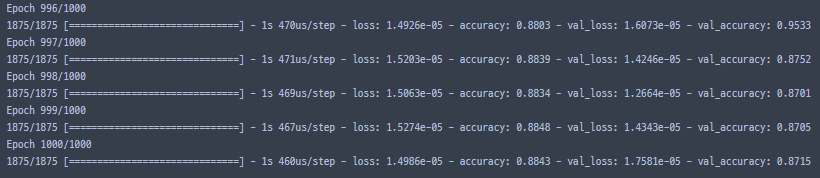 Epoch 996/1000
1875/1875 [==============================] - 1s 470us/step - loss: 1.4926e-05 - accuracy: 0.8803 - val_loss: 1.6073e-05 - val_accuracy: 0.9533
Epoch 997/1000
1875/1875 [==============================] - 1s 471us/step - loss: 1.5203e-05 - accuracy: 0.8839 - val_loss: 1.4246e-05 - val_accuracy: 0.8752
Epoch 998/1000
1875/1875 [==============================] - 1s 469us/step - loss: 1.5063e-05 - accuracy: 0.8834 - val_loss: 1.2664e-05 - val_accuracy: 0.8701
Epoch 999/1000
1875/1875 [==============================] - 1s 467us/step - loss: 1.5274e-05 - accuracy: 0.8848 - val_loss: 1.4343e-05 - val_accuracy: 0.8705
Epoch 1000/1000
1875/1875 [==============================] - 1s 460us/step - loss: 1.4986e-05 - accuracy: 0.8843 - val_loss: 1.7581e-05 - val_accuracy: 0.8715